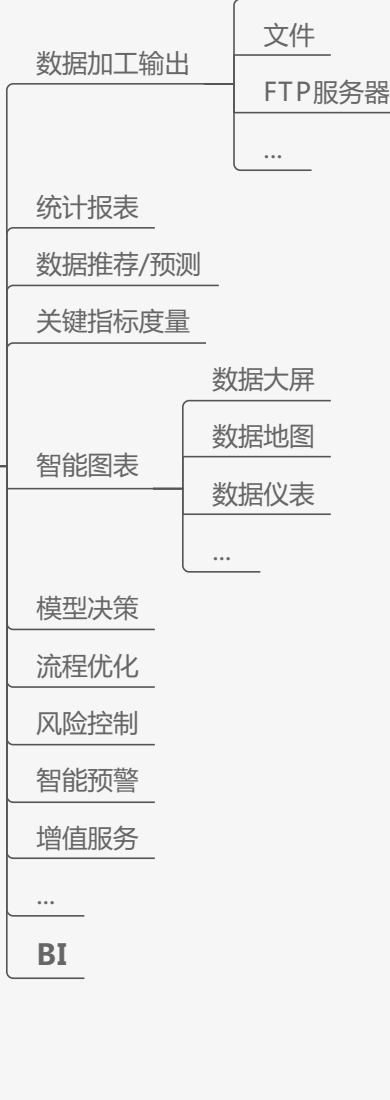 文件
数据加工输出
FTP服务器
...
统计报表
数据推荐/预测
关键指标度量
数据大屏
数据地图
智能图表
数据仪表
...
模型决策
流程优化
风险控制
智能预警
增值服务
...
BI